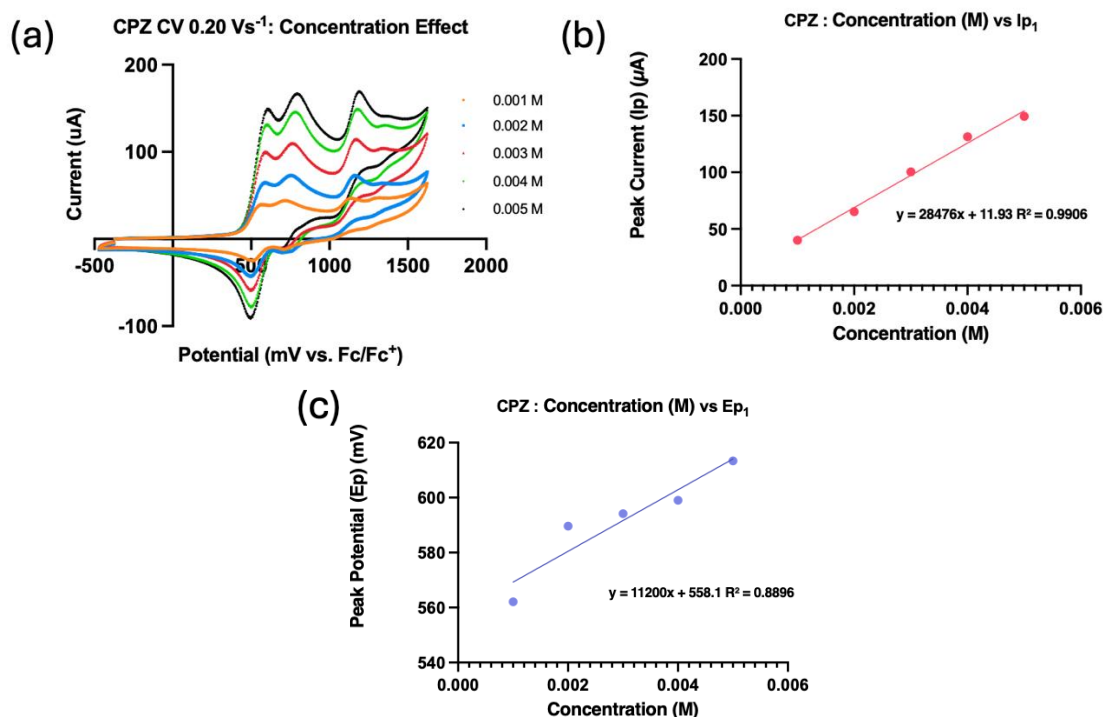 (a)
CPZ CV 0.20 Vs-1: Concentration Effect
200
100
-100
-500
500
1000
1500
2000
Current (uA)
Potential (mV vs. Fc/Fc+)
0.001 M
0.002 M
0.003 M
0.004 M
0.005 M
(b)
CPZ : Concentration (M) vs Ip1
Peak Current (Ip) (µA)
200
150
100
50
0
y = 28476x + 11.93 R² = 0.9906
0.000
0.002
0.004
0.006
Concentration (M)
(c)
CPZ : Concentration (M) vs Ep1
Peak Potential (Ep) (mV)
620
600
580
560
540
y = 11200x + 558.1 R² = 0.8896
0.000
0.002
0.004
0.006
Concentration (M)